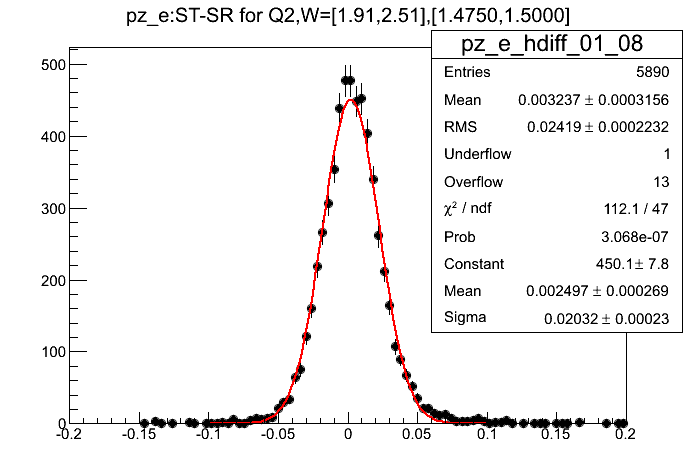 pz_e:ST-SR for Q2,W=[1.91,2.51],[1.4750,1.5000]
pz_e_hdiff_01_08
Entries 5890
Mean 0.003237 ± 0.0003156
RMS 0.02419 ± 0.0002232
Underflow 1
Overflow 13
χ² / ndf 112.1 / 47
Prob 3.068e-07
Constant 450.1 ± 7.8
Mean 0.002497 ± 0.000269
Sigma 0.02032 ± 0.00023
500
400
300
200
100
0
-0.2 -0.15 -0.1 -0.05 0 0.05 0.1 0.15 0.2